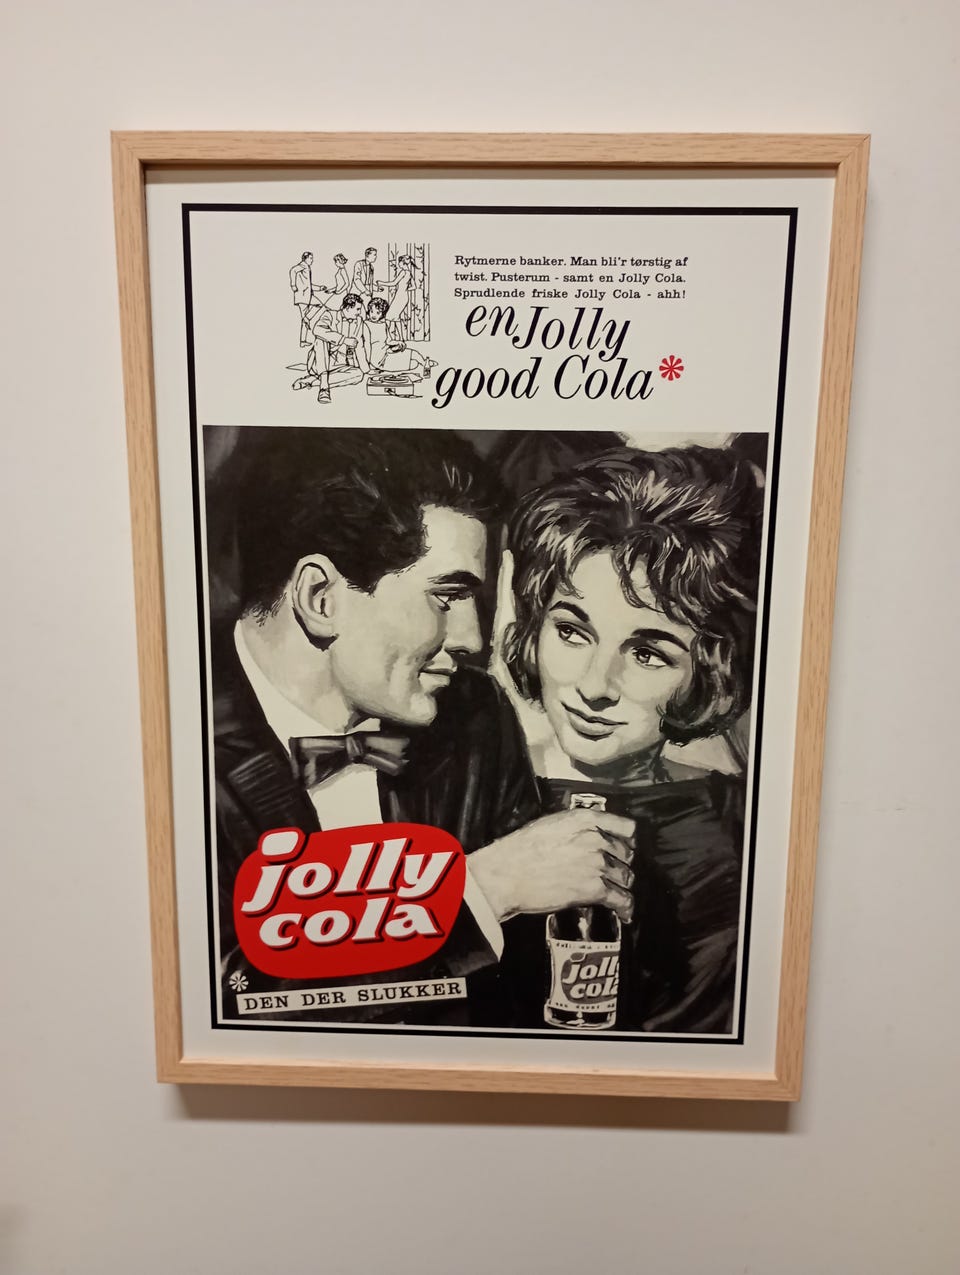 Rytmerne banker. Man bli'r tørstig af
twist. Pusterum - samt en Jolly Cola.
Sprudlende friske Jolly Cola - ahh!
en Jolly
good Cola*
jolly
cola
* DEN DER SLUKKER
jolly
cola